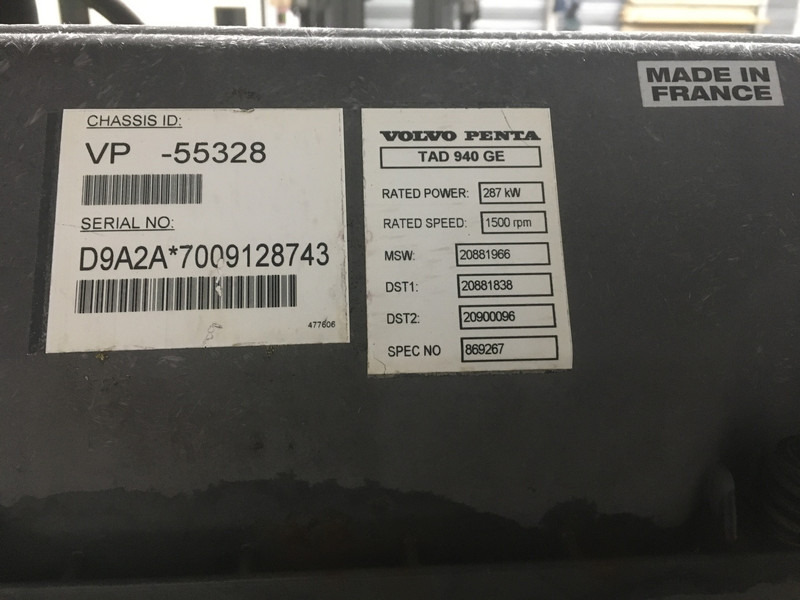 CHASSIS ID:
VP -55328
SERIAL NO:
D9A2A*7009128743
477606
VOLVO PENTA
TAD 940 GE
RATED POWER: 287 kW
RATED SPEED: 1500 rpm
MSW: 20881966
DST1: 20881838
DST2: 20900096
SPEC NO 869267
MADE IN
FRANCE